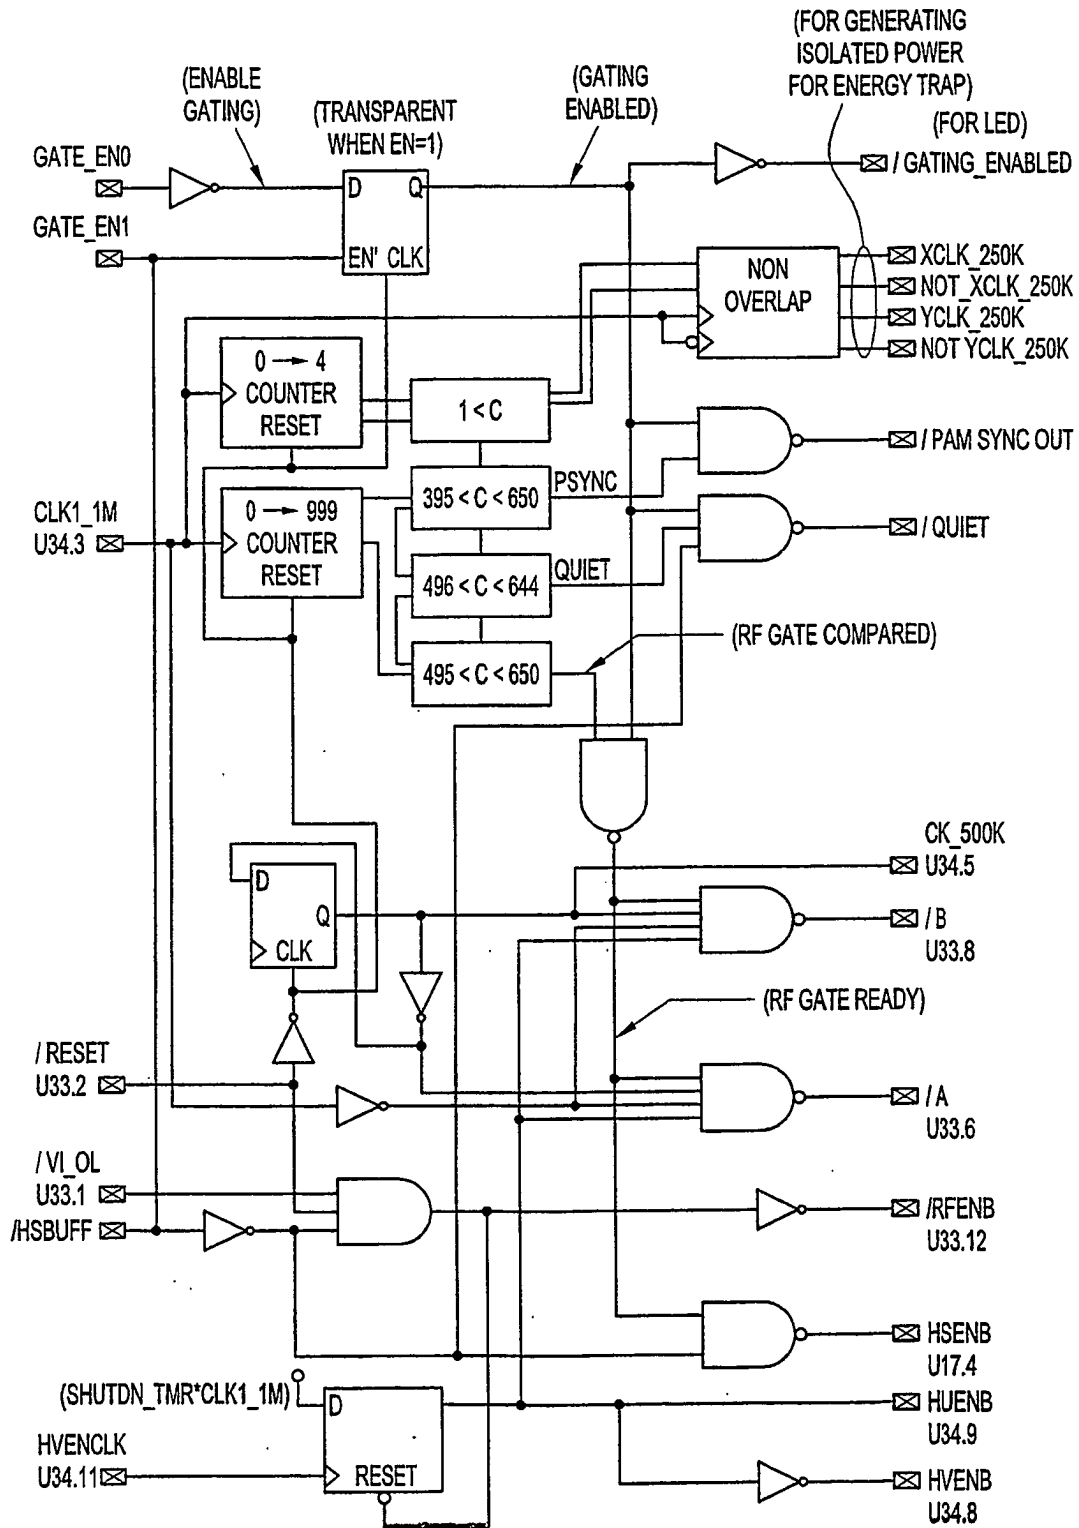 (FOR GENERATING
ISOLATED POWER
FOR ENERGY TRAP)
(ENABLE
GATING)
(TRANSPARENT
WHEN EN=1)
(GATING
ENABLED)
(FOR LED)
GATE_EN0
/ GATING_ENABLED
D
Q
GATE_EN1
EN' CLK
NON
OVERLAP
XCLK_250K
NOT_XCLK_250K
YCLK_250K
NOT YCLK_250K
0 → 4
COUNTER
RESET
1 < C
/ PAM SYNC OUT
395 < C < 650
PSYNC
CLK1_1M
U34.3
0 → 999
COUNTER
RESET
/ QUIET
496 < C < 644
QUIET
(RF GATE COMPARED)
495 < C < 650
CK_500K
U34.5
D
Q
CLK
/ B
U33.8
(RF GATE READY)
/ RESET
U33.2
/ A
U33.6
/ VI_OL
U33.1
/HSBUFF
/RFENB
U33.12
HSENB
U17.4
(SHUTDN_TMR*CLK1_1M)
D
HUENB
U34.9
HVENCLK
U34.11
RESET
HVENB
U34.8